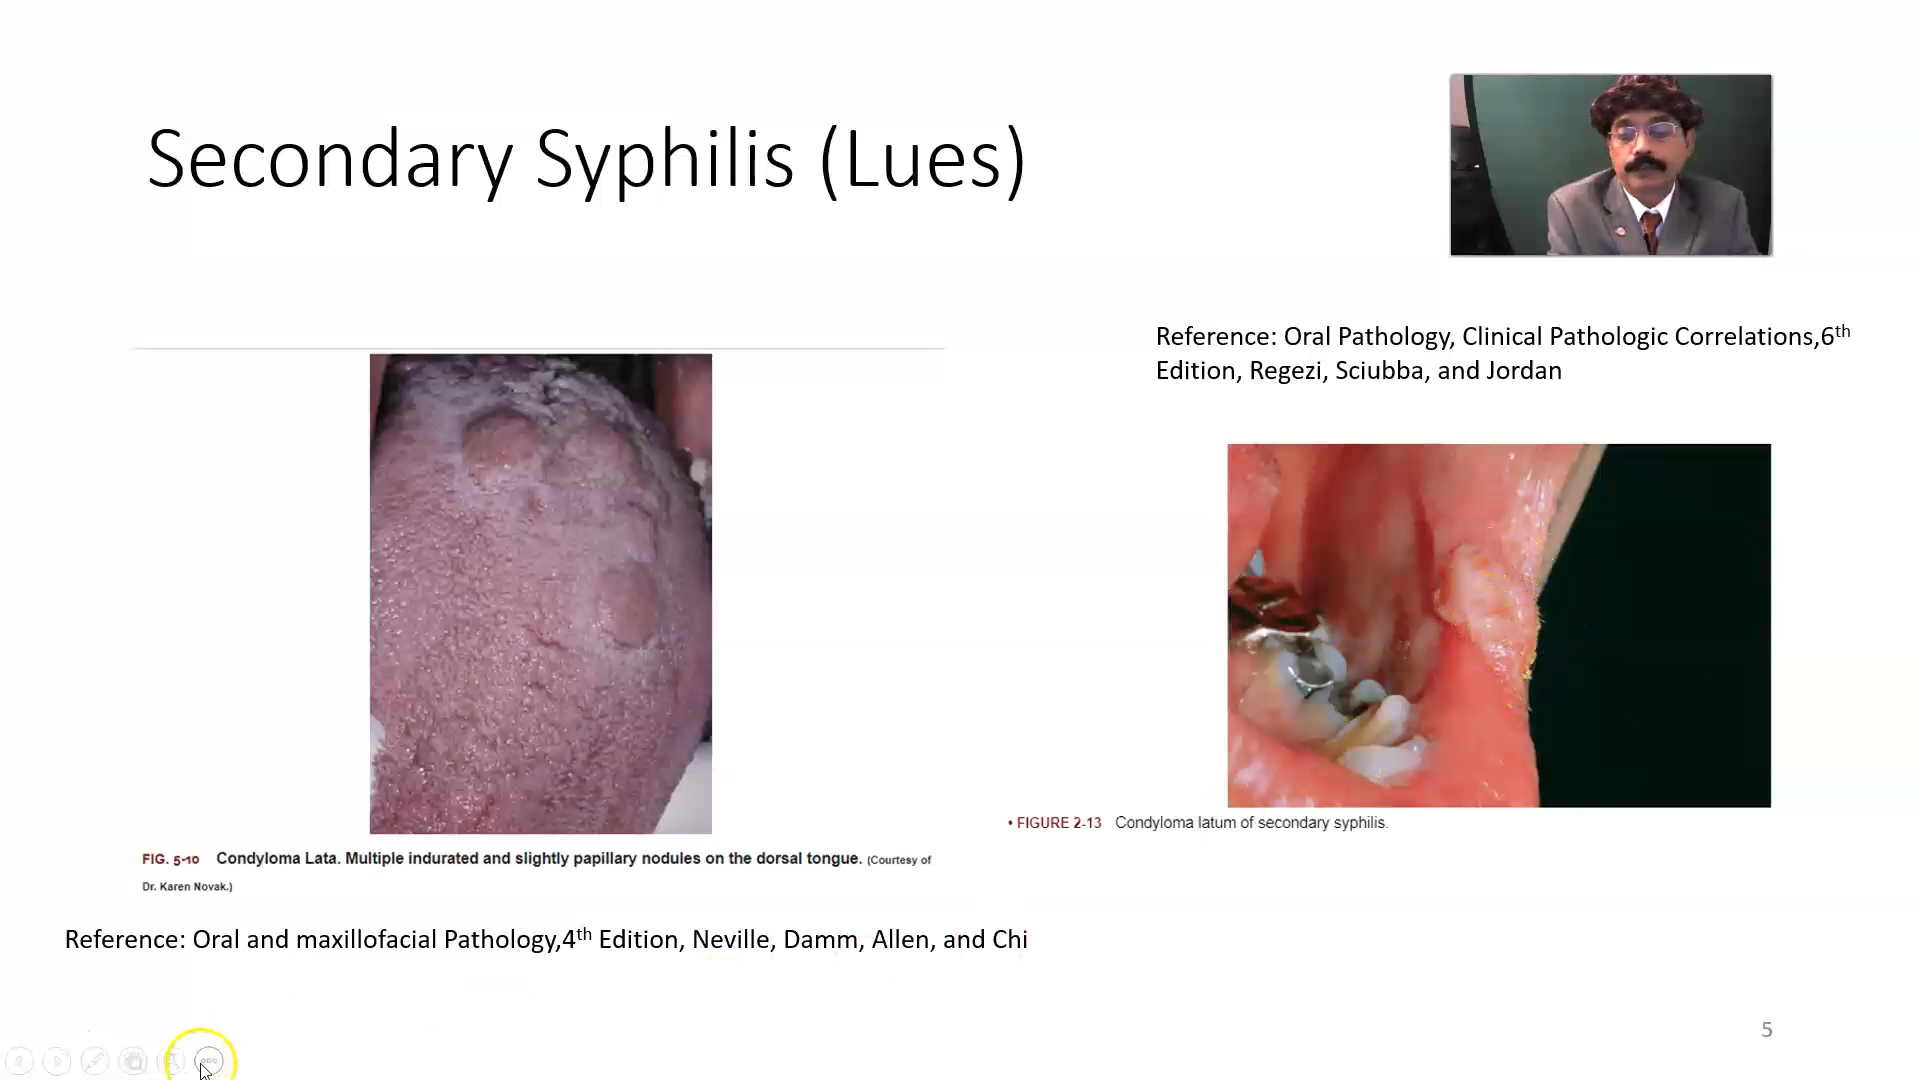 Secondary Syphilis (Lues)
Reference: Oral Pathology, Clinical Pathologic Correlations,6th
Edition, Regezi, Sciubba, and Jordan
• FIGURE 2-13 Condyloma latum of secondary syphilis.
FIG. 5-10 Condyloma Lata. Multiple indurated and slightly papillary nodules on the dorsal tongue. (Courtesy of
Dr. Karen Novak.)
Reference: Oral and maxillofacial Pathology,4th Edition, Neville, Damm, Allen, and Chi
5